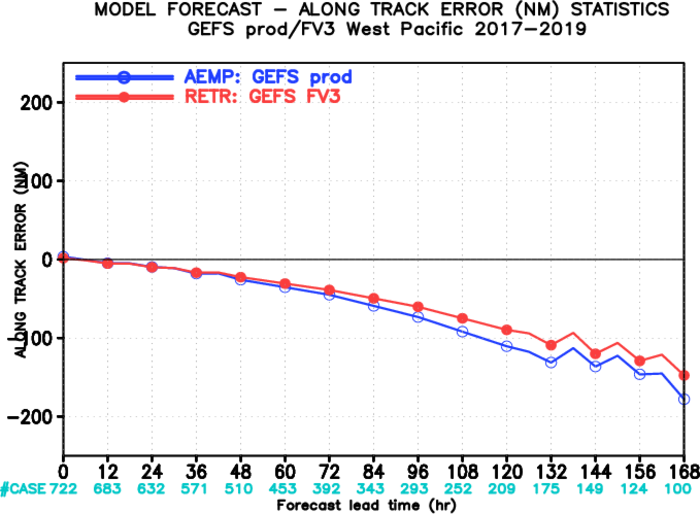 MODEL FORECAST – ALONG TRACK ERROR (NM) STATISTICS
GEFS prod/FV3 West Pacific 2017–2019
AEMP: GEFS prod
RETR: GEFS FV3
ALONG TRACK ERROR (NM)
200
100
0
−100
−200
0 12 24 36 48 60 72 84 96 108 120 132 144 156 168
#CASE 722 683 632 571 510 453 392 343 293 252 209 175 149 124 100
Forecast lead time (hr)